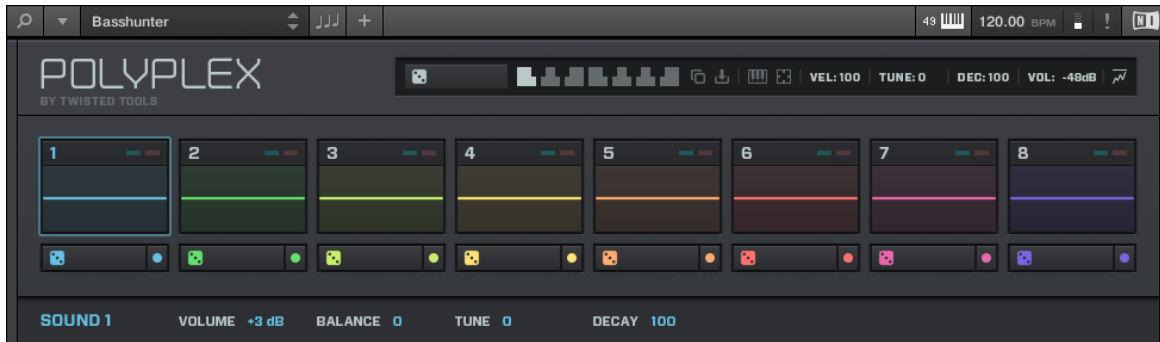 Basshunter 49 120.00 BPM ! NI
POLYPLEX
BY TWISTED TOOLS
VEL:100 TUNE:0 DEC:100 VOL: -48dB
1 2 3 4 5 6 7 8
SOUND 1 VOLUME +3 dB BALANCE 0 TUNE 0 DECAY 100